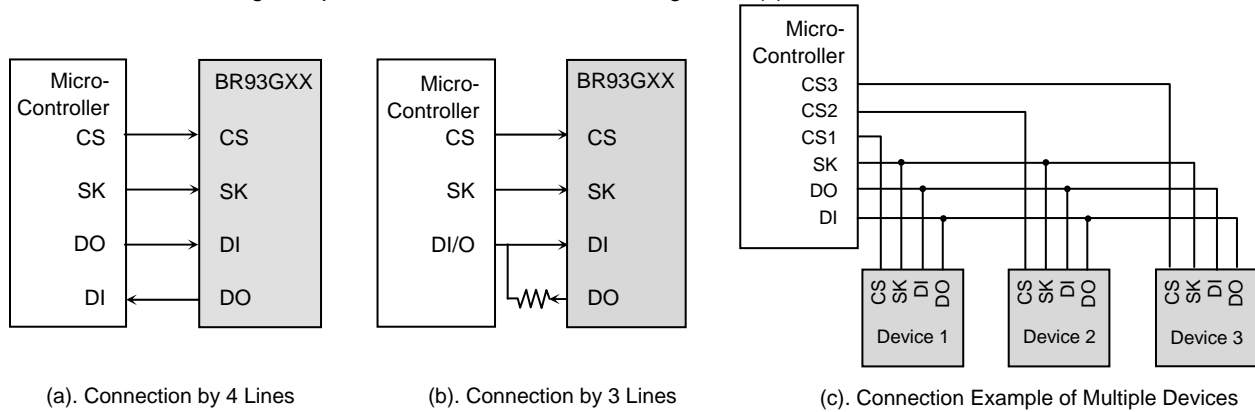 Micro-
Controller
CS
SK
DO
DI
BR93GXX
CS
SK
DI
DO
(a). Connection by 4 Lines
Micro-
Controller
CS
SK
DI/O
BR93GXX
CS
SK
DI
DO
(b). Connection by 3 Lines
Micro-
Controller
CS3
CS2
CS1
SK
DO
DI
CS
SK
DI
DO
Device 1
CS
SK
DI
DO
Device 2
CS
SK
DI
DO
Device 3
(c). Connection Example of Multiple Devices